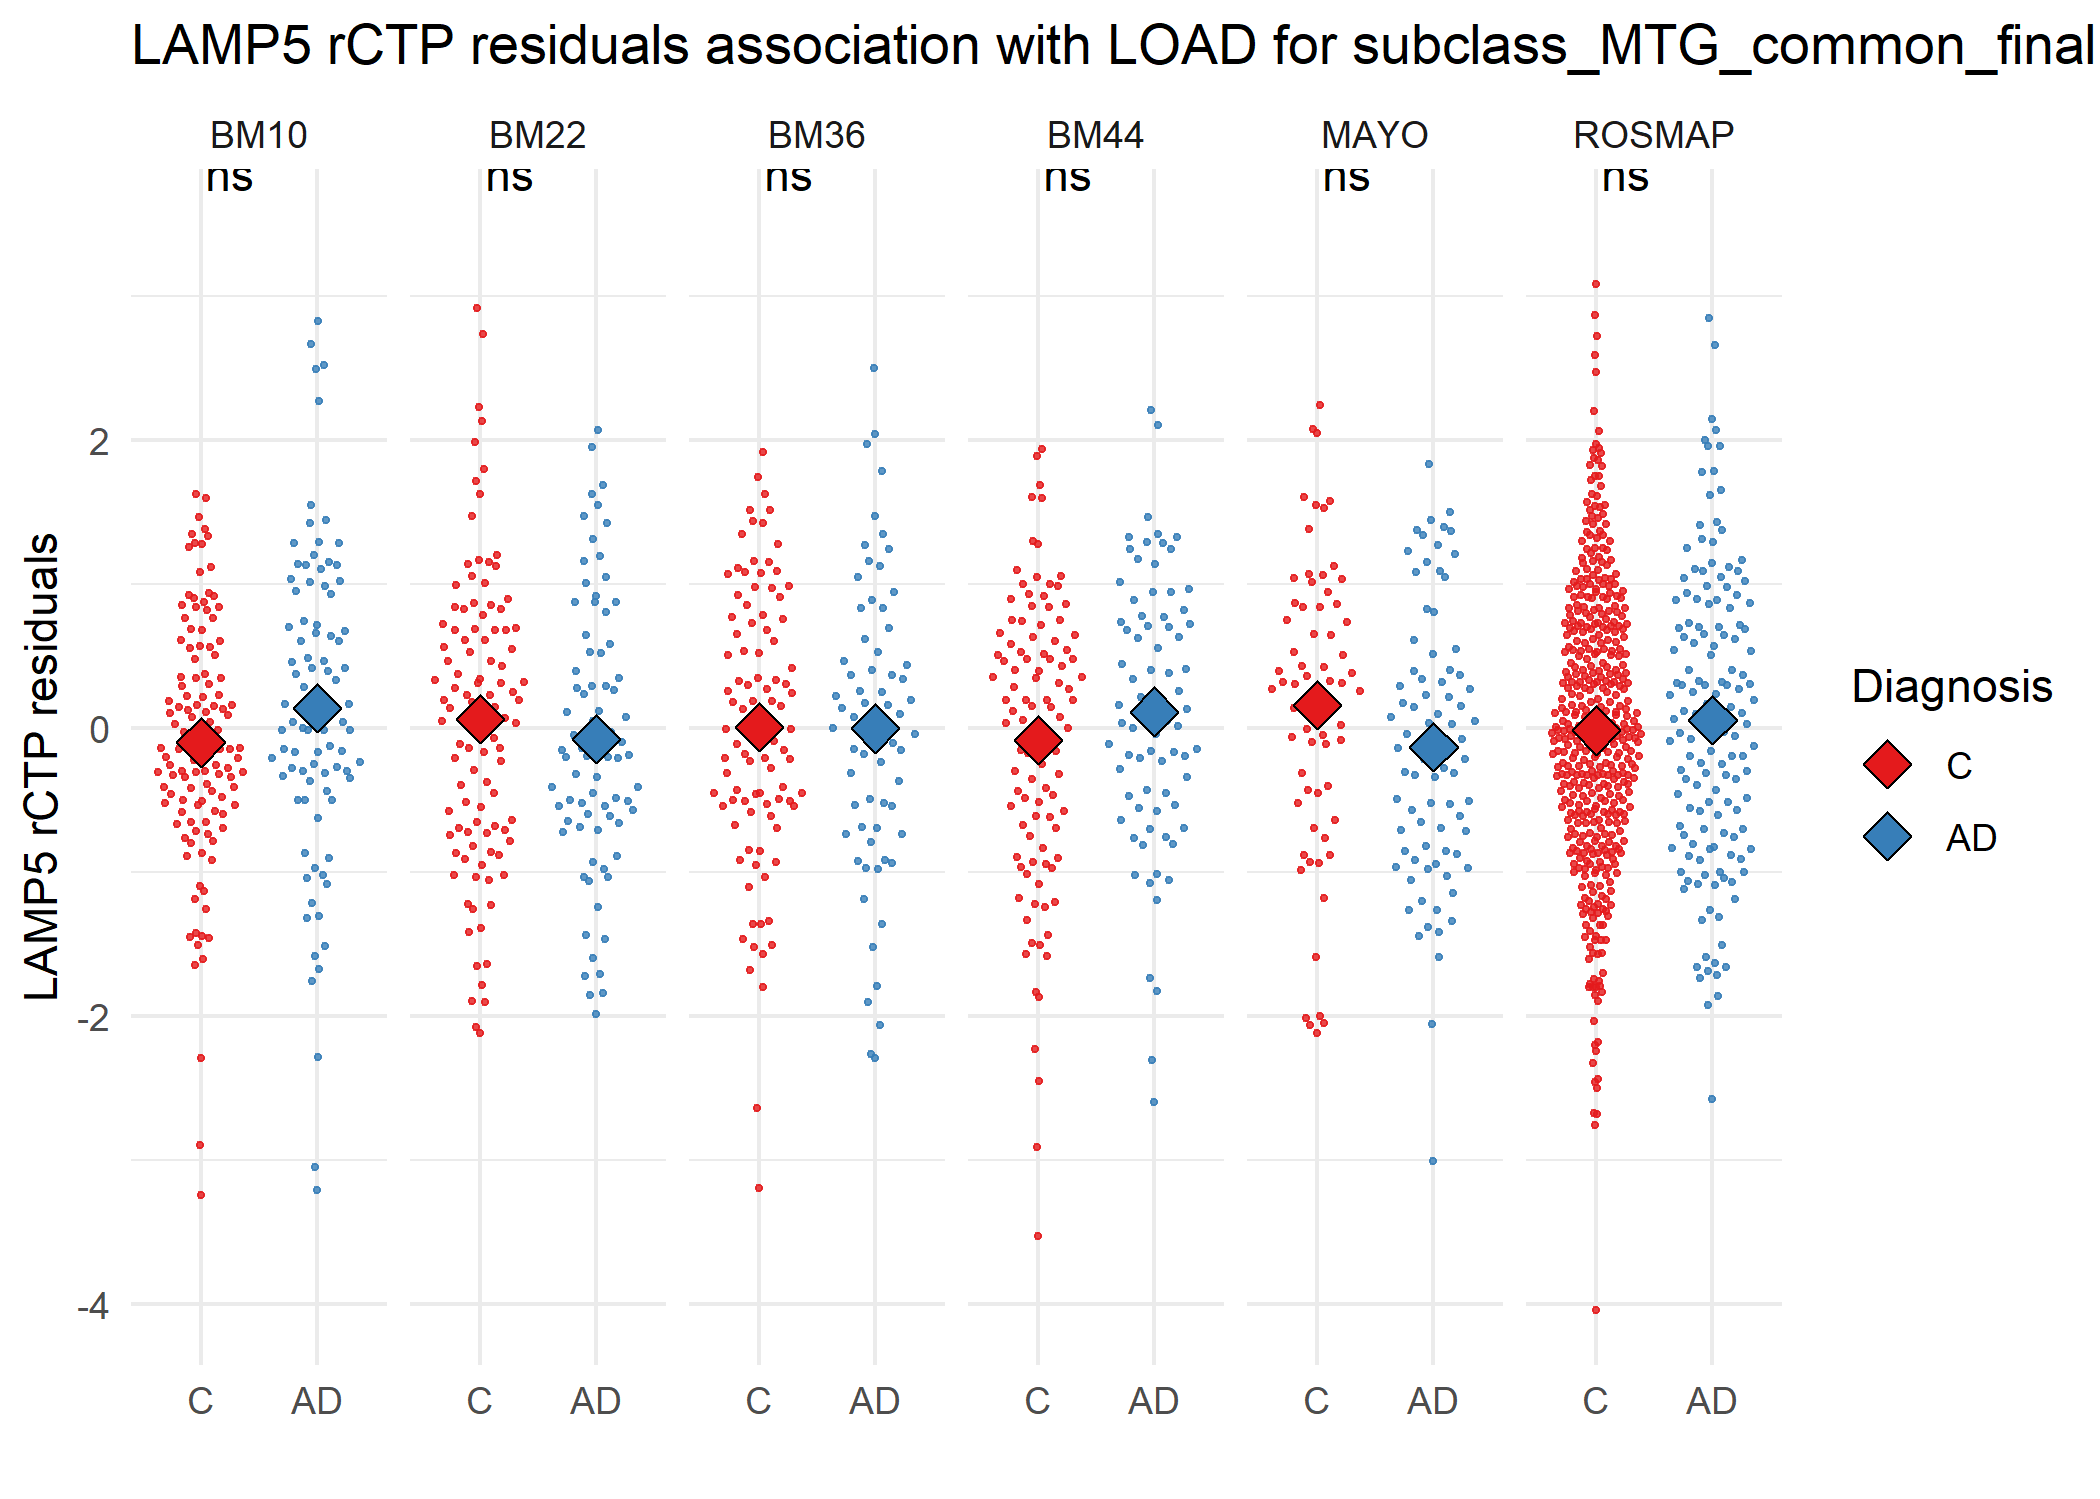 LAMP5 rCTP residuals association with LOAD for subclass_MTG_common_final
BM10 BM22 BM36 BM44 MAYO ROSMAP
ns ns ns ns ns ns
LAMP5 rCTP residuals
2
0
-2
-4
C AD C AD C AD C AD C AD C AD
Diagnosis
C
AD